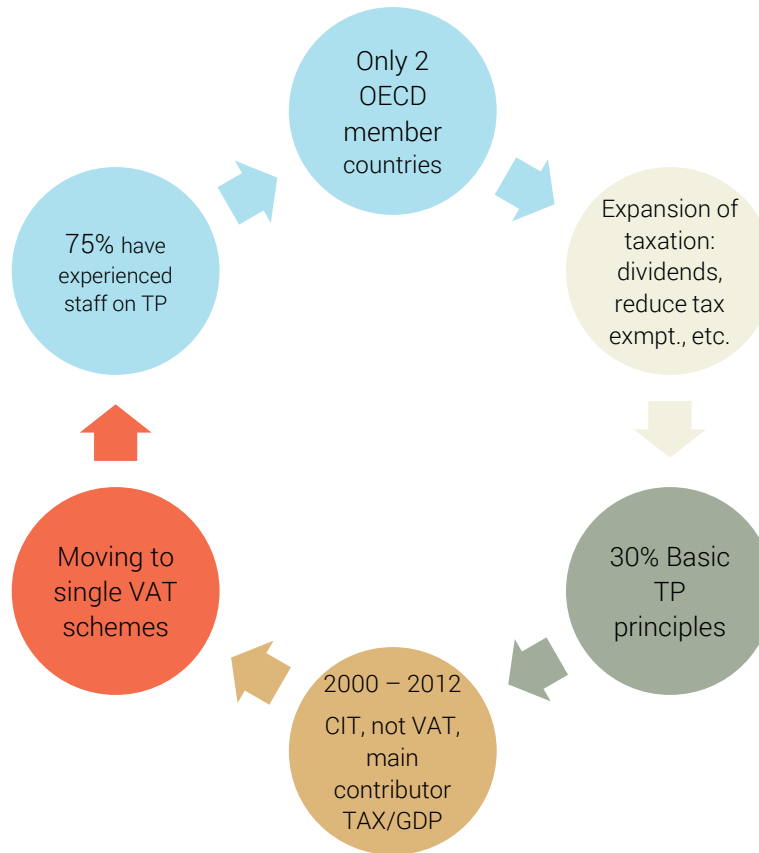 Only 2
OECD
member
countries
Expansion of
taxation:
dividends,
reduce tax
exmpt., etc.
30% Basic
TP
principles
2000 – 2012
CIT, not VAT,
main
contributor
TAX/GDP
Moving to
single VAT
schemes
75% have
experienced
staff on TP